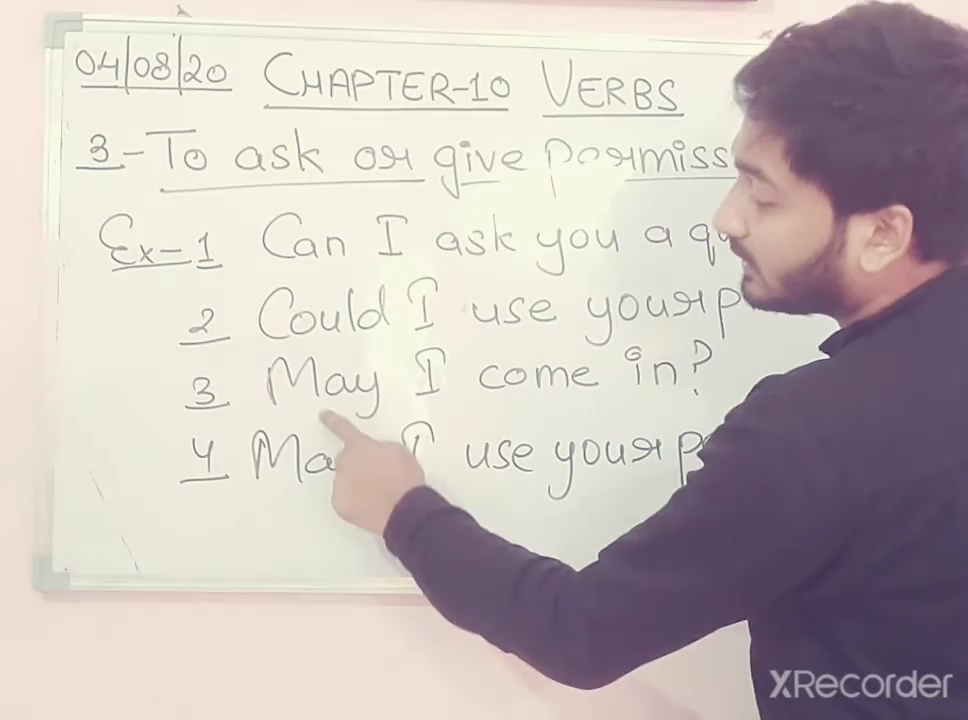 04/08/20 CHAPTER-10 VERBS
3-To ask or give
Ex-1 Can I ask you a
2 Could I use your
3 May I come in?
4 I use your
XRecorder